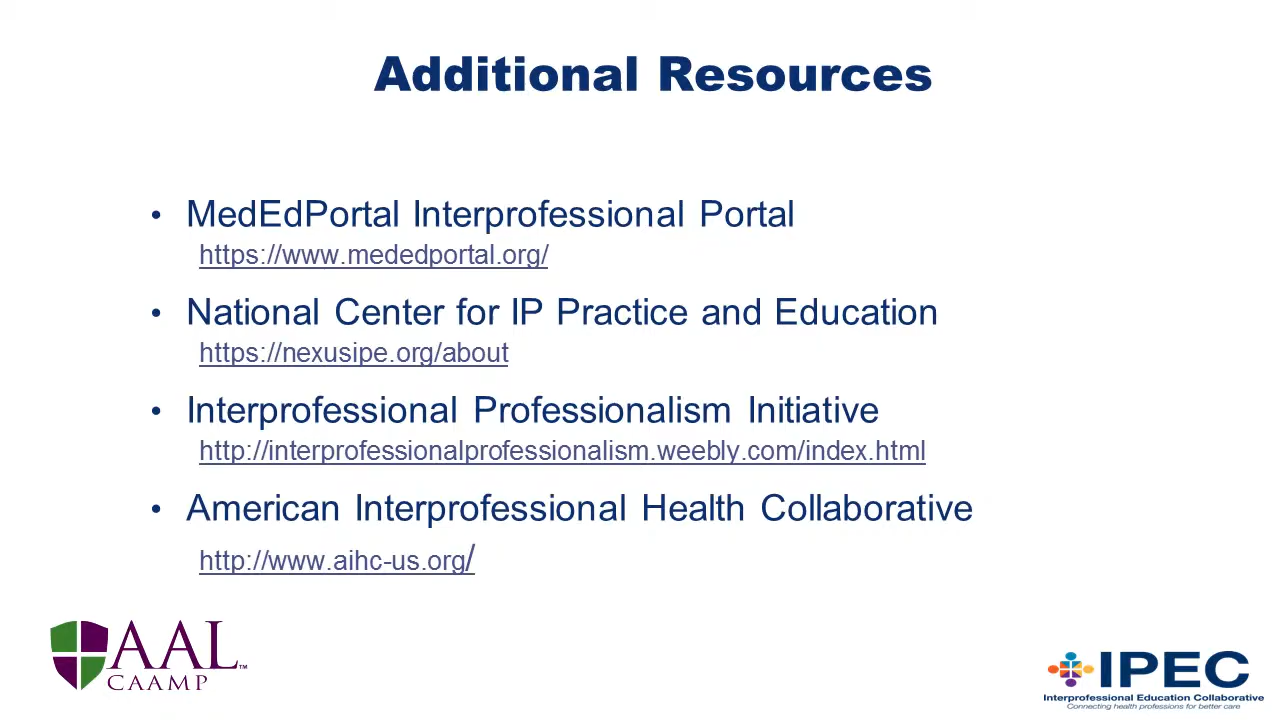 Additional Resources
• MedEdPortal Interprofessional Portal
https://www.mededportal.org/
• National Center for IP Practice and Education
https://nexusipe.org/about
• Interprofessional Professionalism Initiative
http://interprofessionalprofessionalism.weebly.com/index.html
• American Interprofessional Health Collaborative
http://www.aihc-us.org/
AAL™
CAAMP
IPEC
Interprofessional Education Collaborative
Connecting health professions for better care